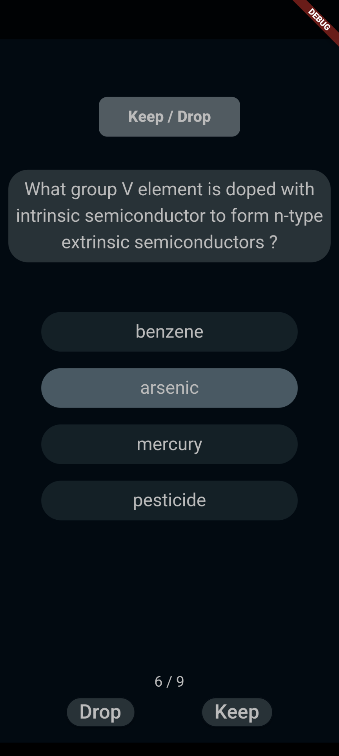 DEBUG
Keep / Drop
What group V element is doped with
intrinsic semiconductor to form n-type
extrinsic semiconductors ?
benzene
arsenic
mercury
pesticide
6 / 9
Drop
Keep